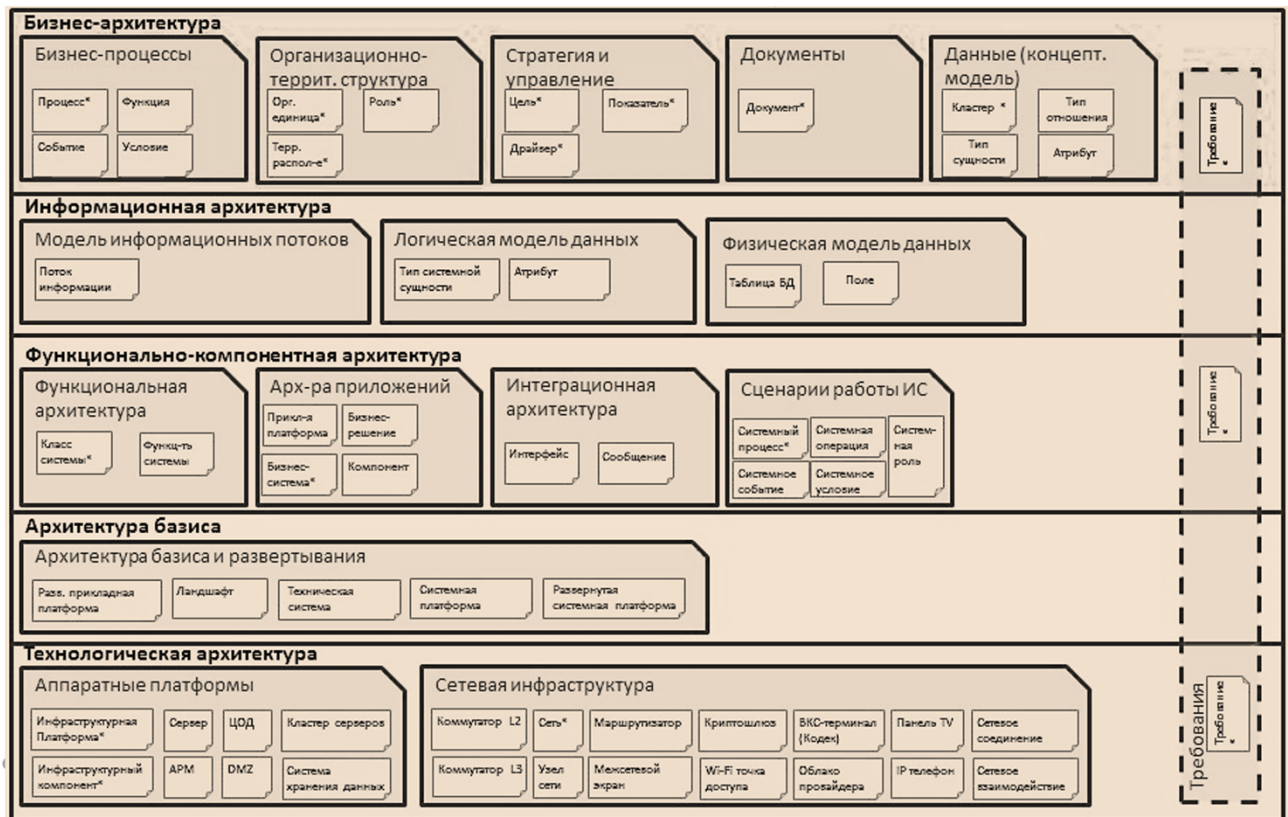 Бизнес-архитектура
Бизнес-процессы
Процесс*
Функция
Событие
Условие
Организационно-
террит. структура
Орг.
единица*
Роль*
Терр.
распол-е*
Стратегия и
управление
Цель*
Показатель*
Драйвер*
Документы
Документ*
Данные (концепт.
модель)
Кластер *
Тип
отношения
Тип
сущности
Атрибут
Требование
*
Информационная архитектура
Модель информационных потоков
Поток
информации
Логическая модель данных
Тип системной
сущности
Атрибут
Физическая модель данных
Таблица БД
Поле
Функционально-компонентная архитектура
Функциональная
архитектура
Класс
системы*
Функц-ть
системы
Арх-ра приложений
Прикл-я
платформа
Бизнес-
решение
Бизнес-
система*
Компонент
Интеграционная
архитектура
Интерфейс
Сообщение
Сценарии работы ИС
Системный
процесс*
Системная
операция
Систем-
ная
роль
Системное
событие
Системное
условие
Требование
*
Архитектура базиса
Архитектура базиса и развертывания
Разв. прикладная
платформа
Ландшафт
Техническая
система
Системная
платформа
Развернутая
системная платформа
Технологическая архитектура
Аппаратные платформы
Инфраструктурная
Платформа*
Сервер
ЦОД
Кластер серверов
Инфраструктурный
компонент*
АРМ
DMZ
Система
хранения данных
Сетевая инфраструктура
Коммутатор L2
Сеть*
Маршрутизатор
Криптошлюз
ВКС-терминал
(Кодек)
Панель TV
Сетевое
соединение
Коммутатор L3
Узел
сети
Межсетевой
экран
Wi-Fi точка
доступа
Облако
провайдера
IP телефон
Сетевое
взаимодействие
Требования
Требование
*